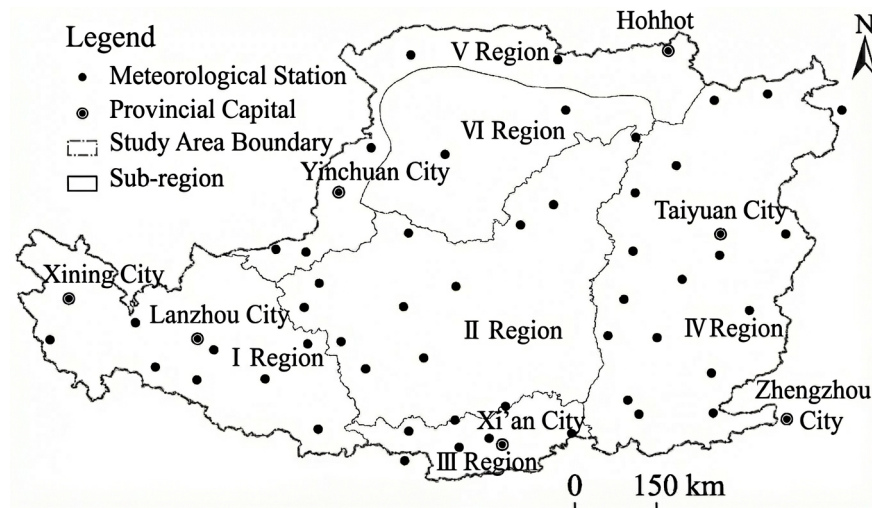 Hohhot
N
Legend
V Region
Meteorological Station
Provincial Capital
VI Region
Study Area Boundary
Yinchuan City
Sub-region
Taiyuan City
Xining City
Lanzhou City
II Region
IV Region
I Region
Zhengzhou
City
Xi'an City
III Region
0 150 km